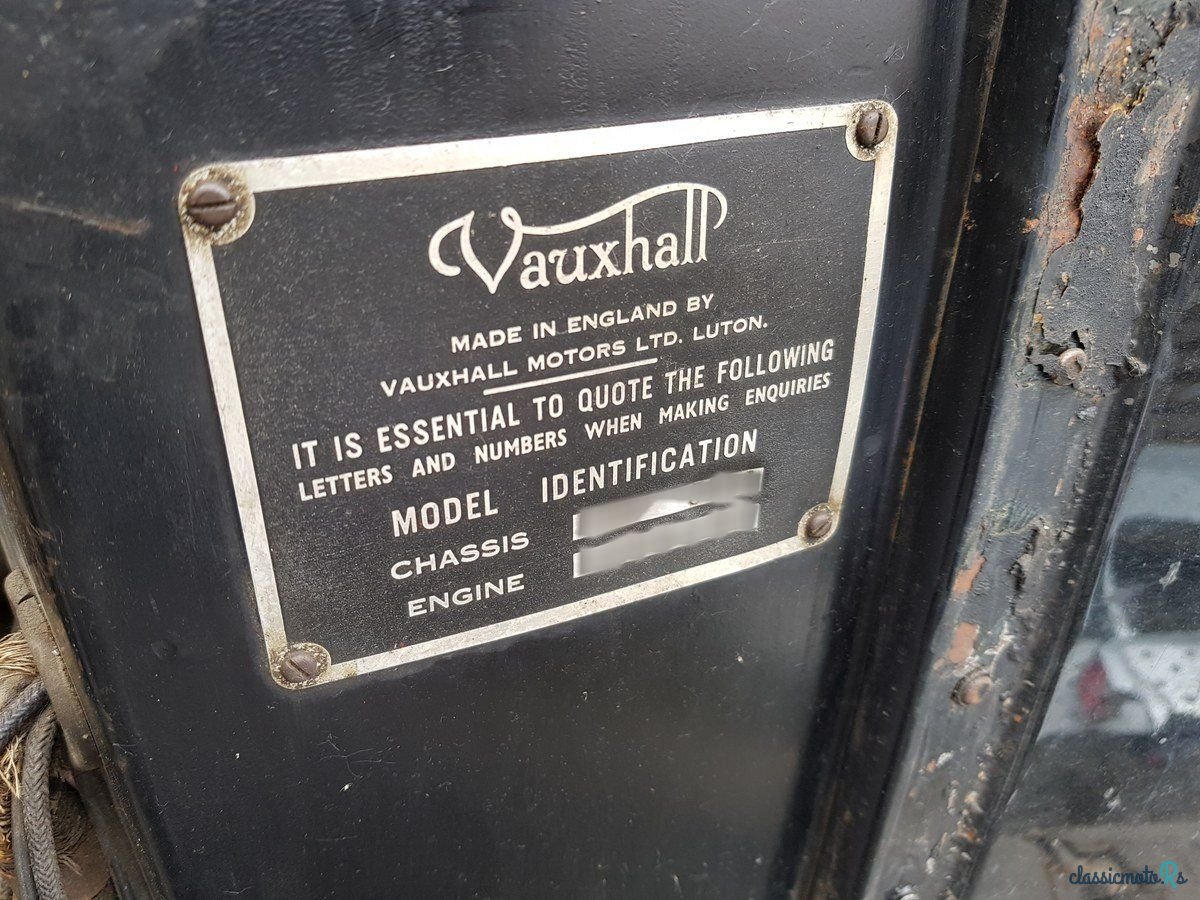 Vauxhall
MADE IN ENGLAND BY
VAUXHALL MOTORS LTD. LUTON.
IT IS ESSENTIAL TO QUOTE THE FOLLOWING
LETTERS AND NUMBERS WHEN MAKING ENQUIRIES
MODEL IDENTIFICATION
CHASSIS
ENGINE
classicmotoRs